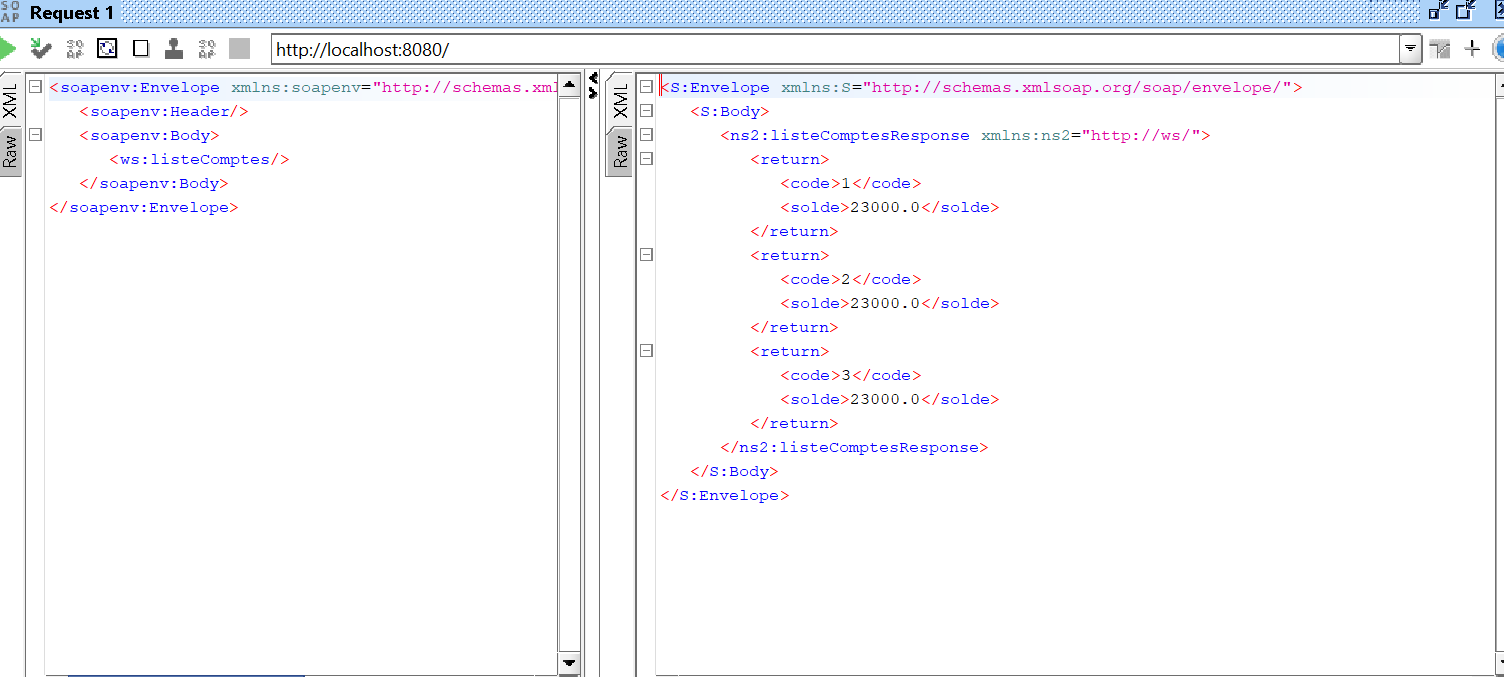 SO
AP Request 1
http://localhost:8080/
XML
Raw
<soapenv:Envelope xmlns:soapenv="http://schemas.xml
<soapenv:Header/>
<soapenv:Body>
<ws:listeComptes/>
</soapenv:Body>
</soapenv:Envelope>
XML
Raw
<S:Envelope xmlns:S="http://schemas.xmlsoap.org/soap/envelope/">
<S:Body>
<ns2:listeComptesResponse xmlns:ns2="http://ws/">
<return>
<code>1</code>
<solde>23000.0</solde>
</return>
<return>
<code>2</code>
<solde>23000.0</solde>
</return>
<return>
<code>3</code>
<solde>23000.0</solde>
</return>
</ns2:listeComptesResponse>
</S:Body>
</S:Envelope>